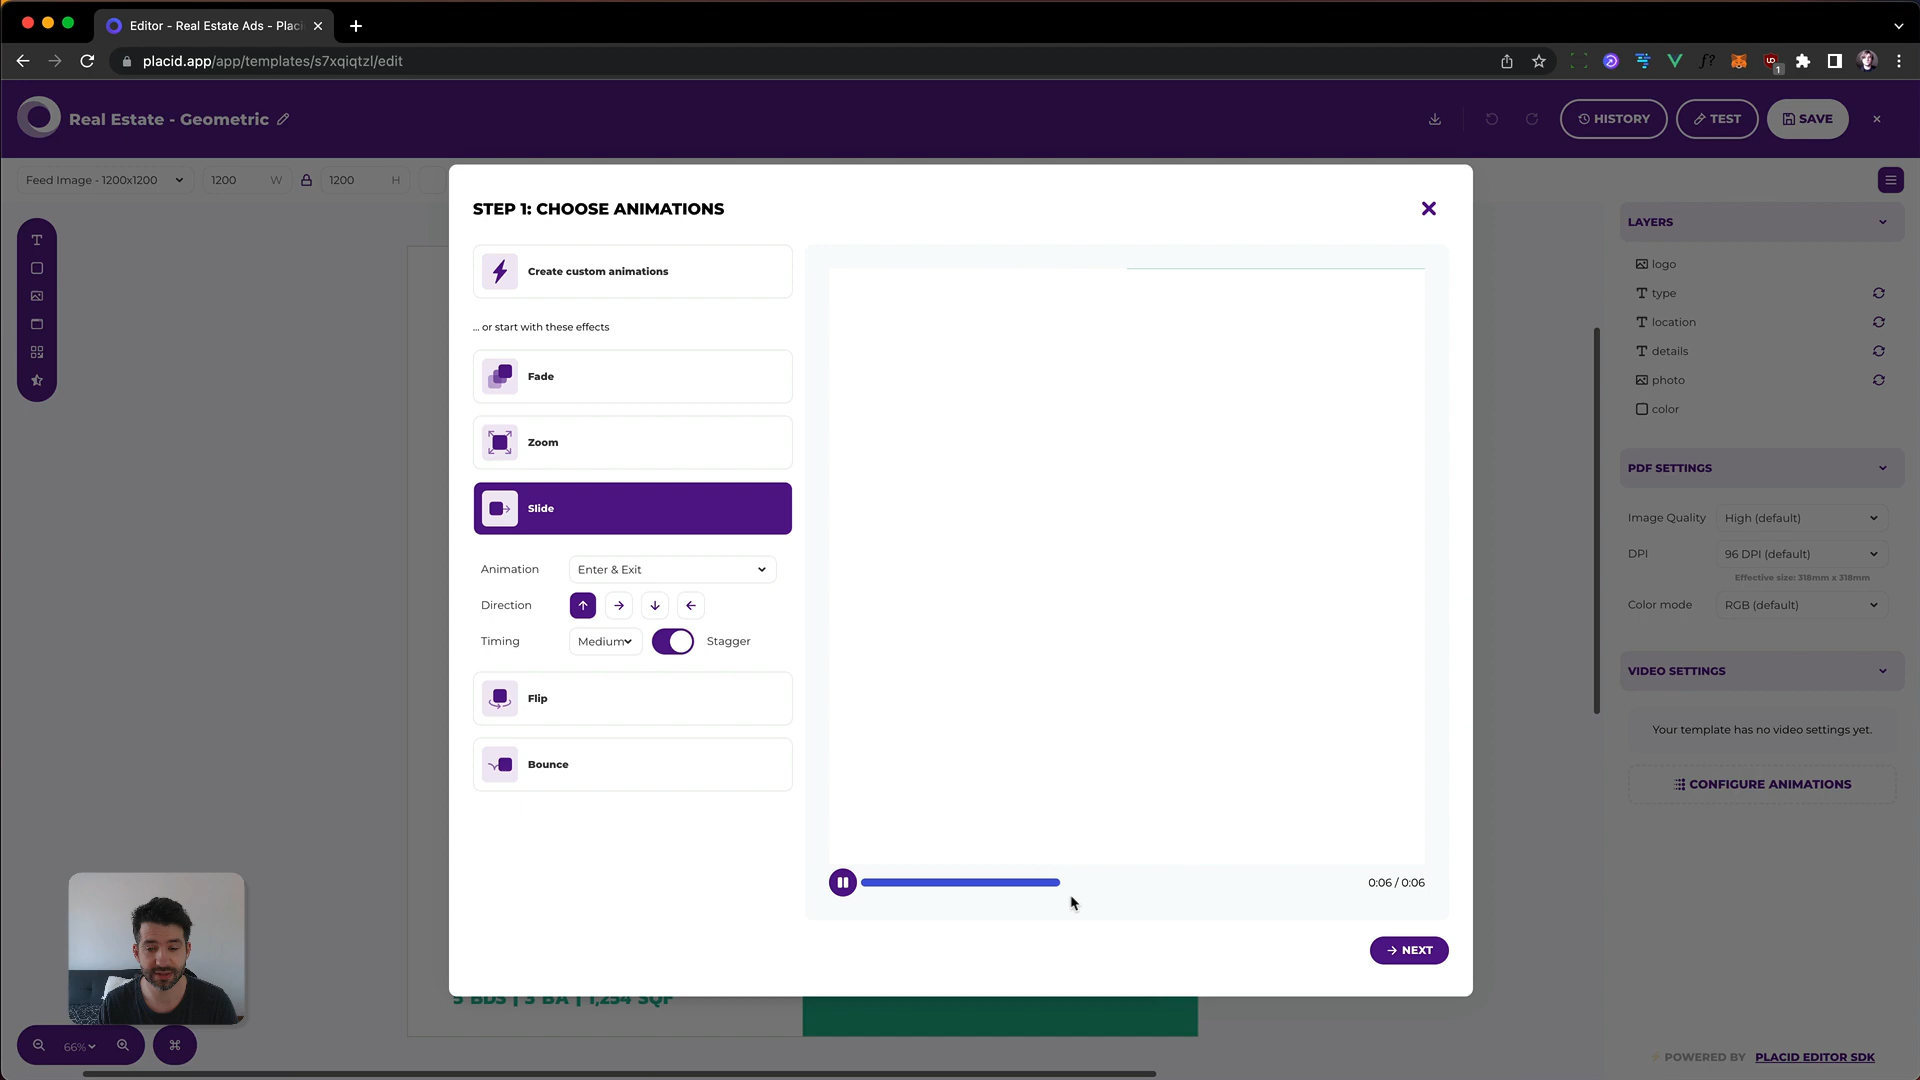 Editor - Real Estate Ads - Placi
placid.app/app/templates/s7xqiqtzl/edit
f?
UD
1
Real Estate - Geometric
HISTORY
TEST
SAVE
Feed Image - 1200x1200
1200 W
1200 H
STEP 1: CHOOSE ANIMATIONS
Create custom animations
... or start with these effects
Fade
Zoom
Slide
Animation
Enter & Exit
Direction
Timing
Medium
Stagger
Flip
Bounce
0:06 / 0:06
NEXT
LAYERS
logo
type
location
details
photo
color
PDF SETTINGS
Image Quality
High (default)
DPI
96 DPI (default)
Effective size: 318mm x 318mm
Color mode
RGB (default)
VIDEO SETTINGS
Your template has no video settings yet.
CONFIGURE ANIMATIONS
BDS | 3 BA | 1,234 SQF
66%
POWERED BY PLACID EDITOR SDK